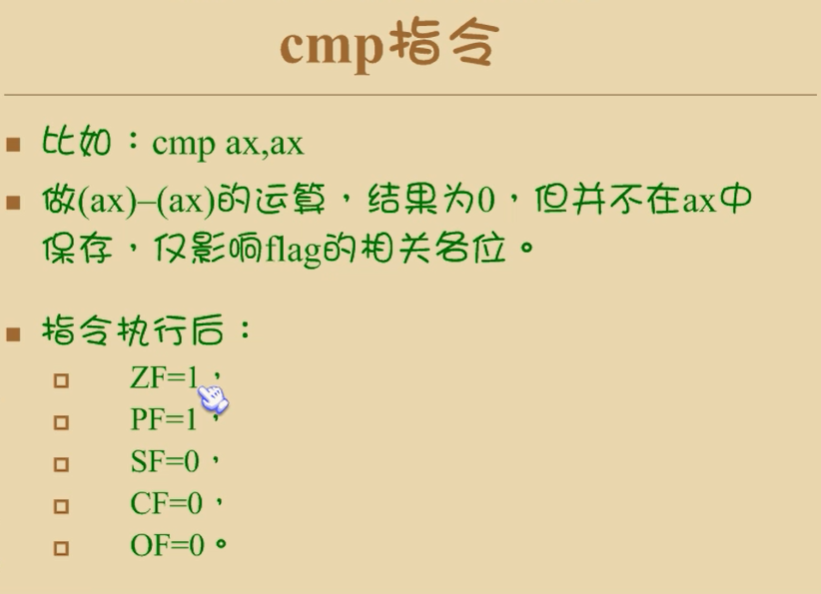 cmp指令
比如：cmp ax,ax
做(ax)–(ax)的运算，结果为0，但并不在ax中
保存，仅影响flag的相关各位。
指令执行后：
ZF=1，
PF=1，
SF=0，
CF=0，
OF=0。